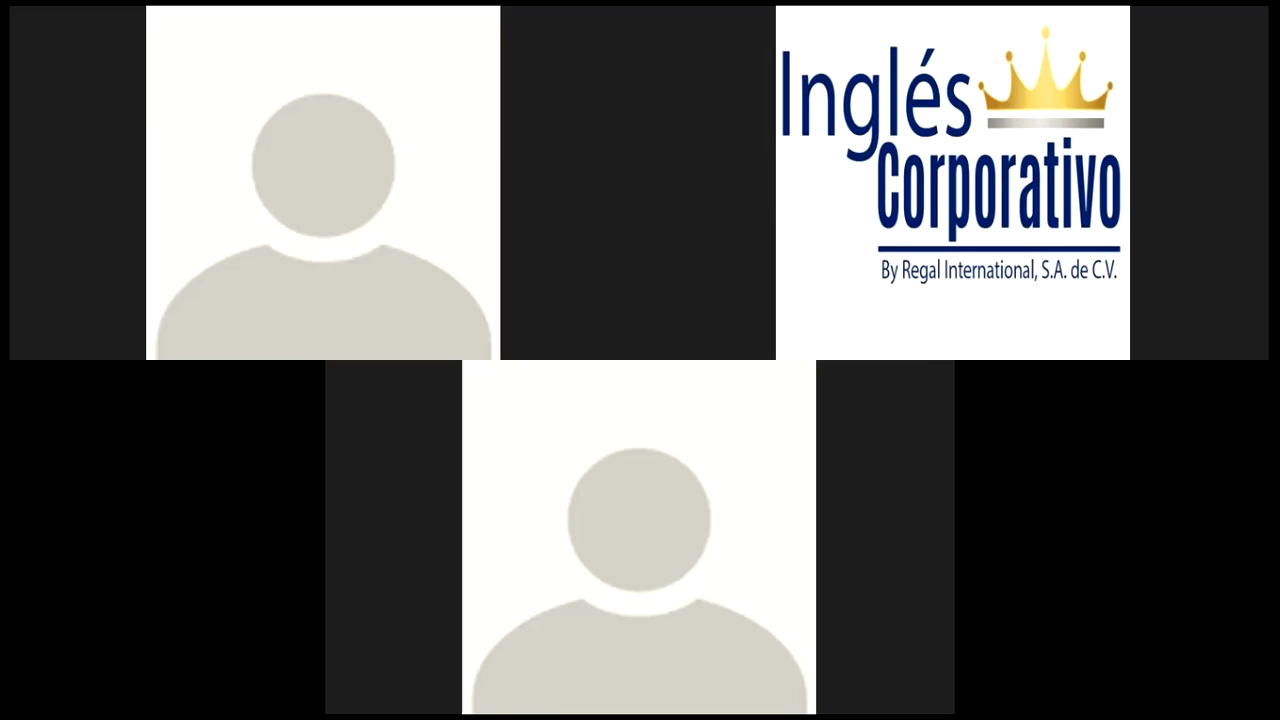 Inglés
Corporativo
By Regal International, S.A. de C.V.